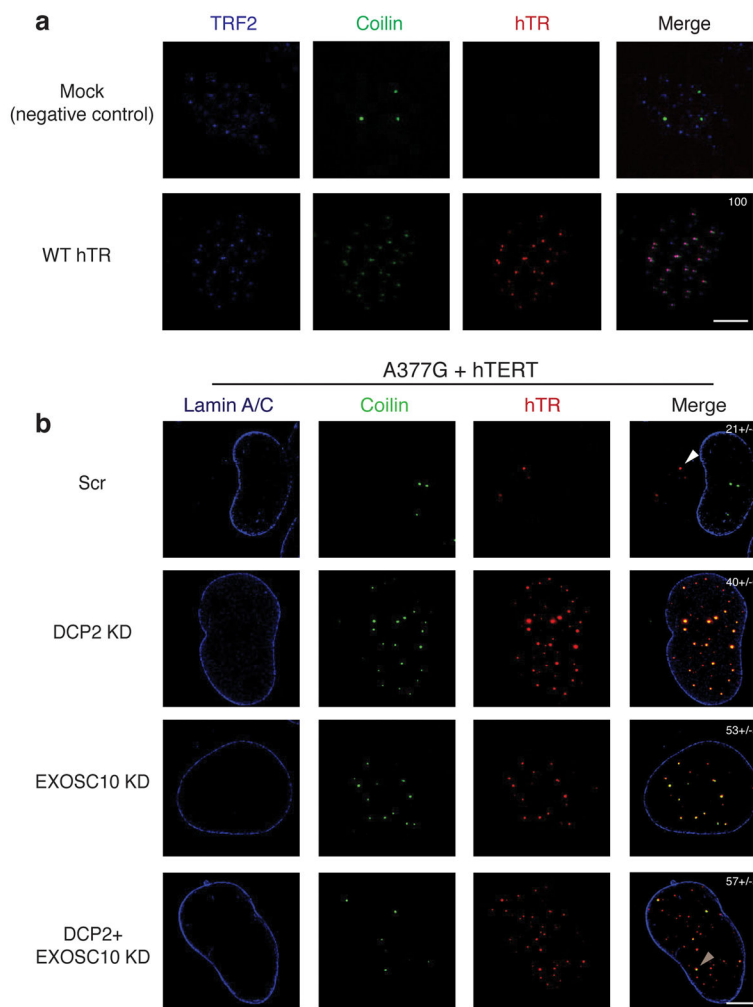 a
TRF2 Coilin hTR Merge
Mock
(negative control)
100
WT hTR
A377G + hTERT
b
Lamin A/C Coilin hTR Merge
Scr
21+/-
DCP2 KD
40+/-
EXOSC10 KD
53+/-
DCP2+
EXOSC10 KD
57+/-